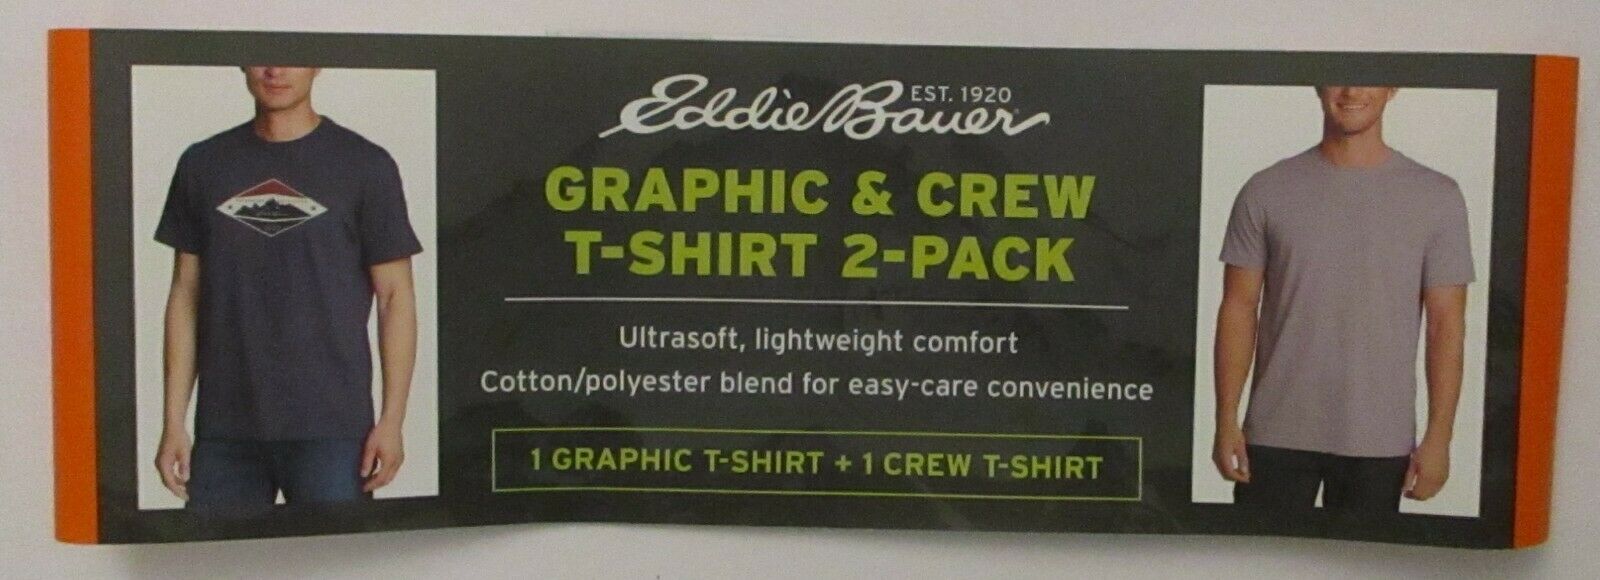 Eddie Bauer EST. 1920
GRAPHIC & CREW
T-SHIRT 2-PACK
Ultrasoft, lightweight comfort
Cotton/polyester blend for easy-care convenience
1 GRAPHIC T-SHIRT + 1 CREW T-SHIRT